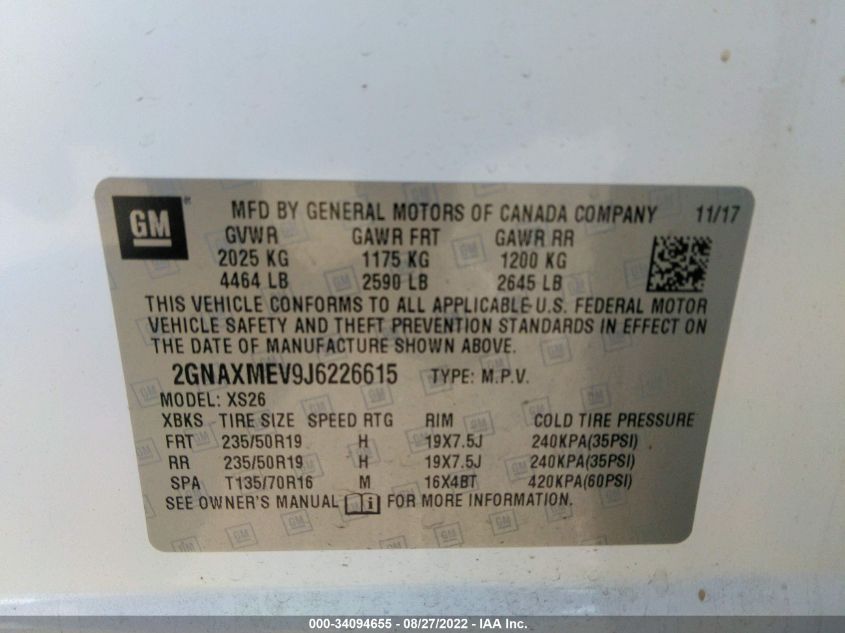 GM
MFD BY GENERAL MOTORS OF CANADA COMPANY 11/17
GVWR GAWR FRT GAWR RR
2025 KG 1175 KG 1200 KG
4464 LB 2590 LB 2645 LB
THIS VEHICLE CONFORMS TO ALL APPLICABLE U.S. FEDERAL MOTOR
VEHICLE SAFETY AND THEFT PREVENTION STANDARDS IN EFFECT ON
THE DATE OF MANUFACTURE SHOWN ABOVE.
2GNAXMEV9J6226615 TYPE: M.P.V.
MODEL: XS26
XBKS TIRE SIZE SPEED RTG RIM COLD TIRE PRESSURE
FRT 235/50R19 H 19X7.5J 240KPA(35PSI)
RR 235/50R19 H 19X7.5J 240KPA(35PSI)
SPA T135/70R16 M 16X4BT 420KPA(60PSI)
SEE OWNER'S MANUAL FOR MORE INFORMATION.
000-34094655 - 08/27/2022 - IAA Inc.